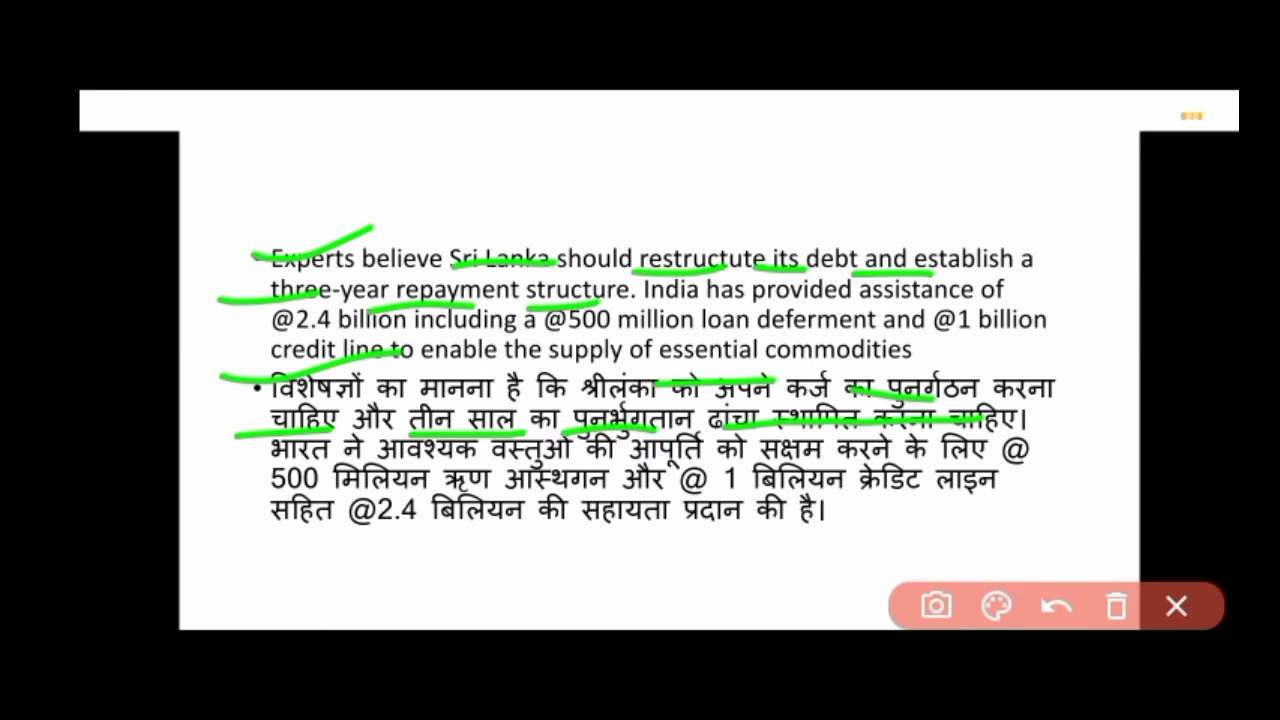 • Experts believe Sri Lanka should restructute its debt and establish a
three-year repayment structure. India has provided assistance of
@2.4 billion including a @500 million loan deferment and @1 billion
credit line to enable the supply of essential commodities
• विशेषज्ञों का मानना है कि श्रीलंका को अपने कर्ज का पुनर्गठन करना
चाहिए और तीन साल का पुनर्भुगतान ढांचा स्थापित करना चाहिए।
भारत ने आवश्यक वस्तुओं की आपूर्ति को सक्षम करने के लिए @
500 मिलियन ऋण आस्थगन और @ 1 बिलियन क्रेडिट लाइन
सहित @2.4 बिलियन की सहायता प्रदान की है।